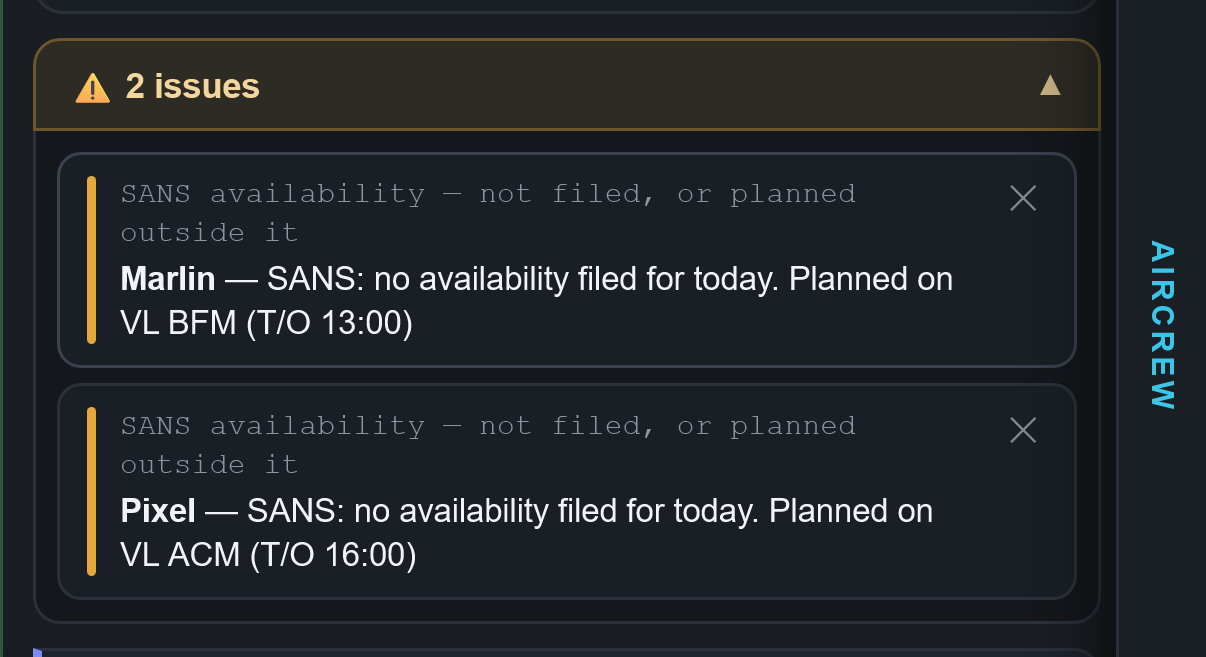 ⚠️ 2 issues ▲
SANS availability — not filed, or planned
outside it
Marlin — SANS: no availability filed for today. Planned on
VL BFM (T/O 13:00)
SANS availability — not filed, or planned
outside it
Pixel — SANS: no availability filed for today. Planned on
VL ACM (T/O 16:00)
AIRCREW